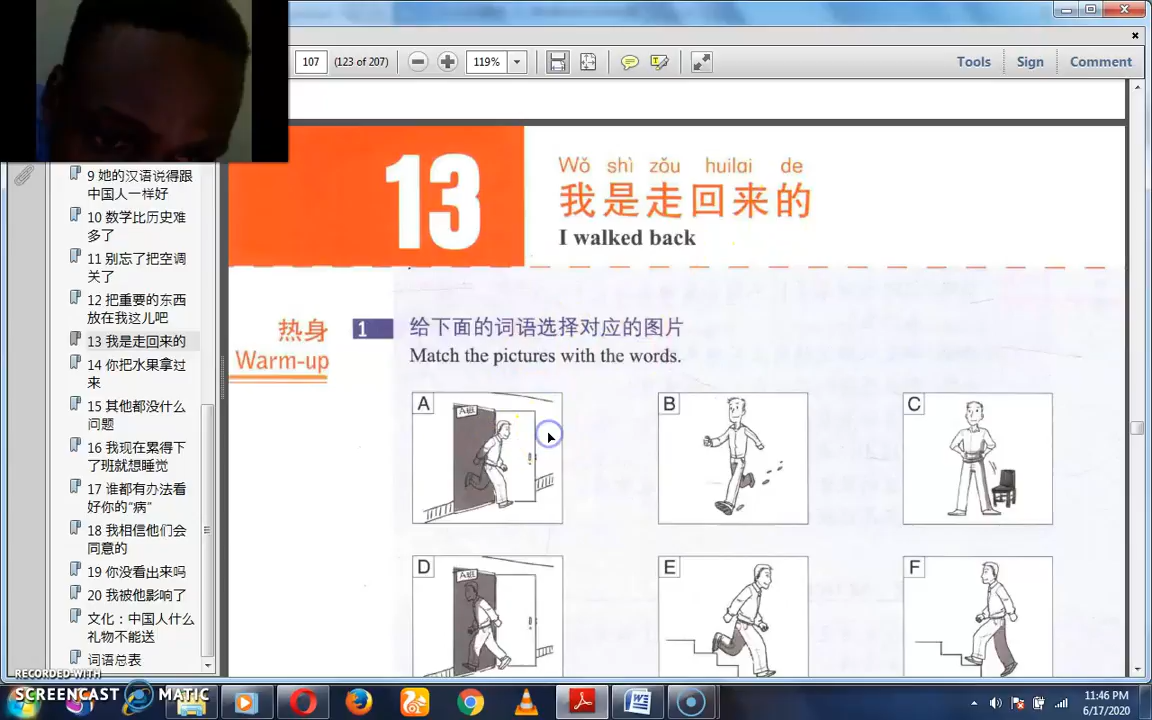 107
(123 of 207)
119%
Tools
Sign
Comment
9 她的汉语说得跟
中国人一样好
10 数学比历史难
多了
11 别忘了把空调
关了
12 把重要的东西
放在我这儿吧
13 我是走回来的
14 你把水果拿过
来
15 其他都没什么
问题
16 我现在累得下
了班就想睡觉
17 谁都有办法看
好你的“病”
18 我相信他们会
同意的
19 你没看出来吗
20 我被他影响了
文化：中国人什么
礼物不能送
词语总表
13
Wǒ shì zǒu huílai de
我是走回来的
I walked back
热身
Warm-up
1
给下面的词语选择对应的图片
Match the pictures with the words.
A
B
C
D
E
F
RECORDED WITH
SCREENCAST MATIC
11:46 PM
6/17/2020